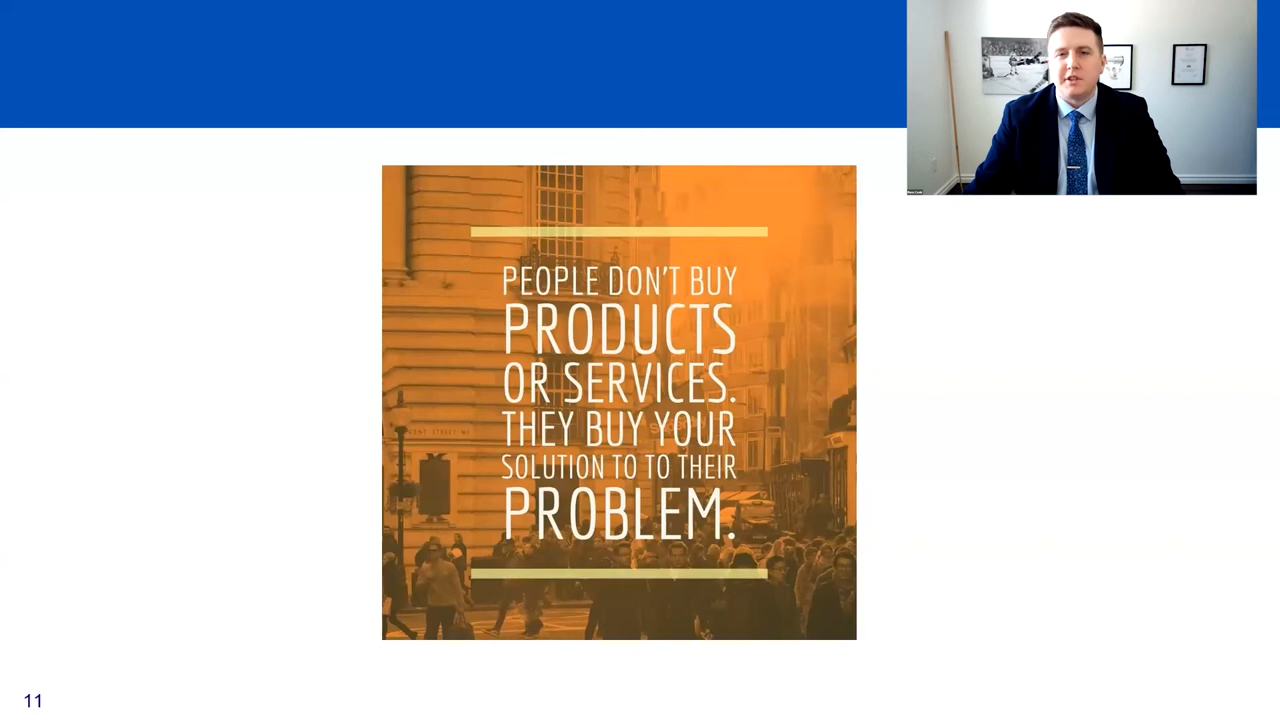 PEOPLE DON'T BUY
PRODUCTS
OR SERVICES.
THEY BUY YOUR
SOLUTION TO TO THEIR
PROBLEM.
11